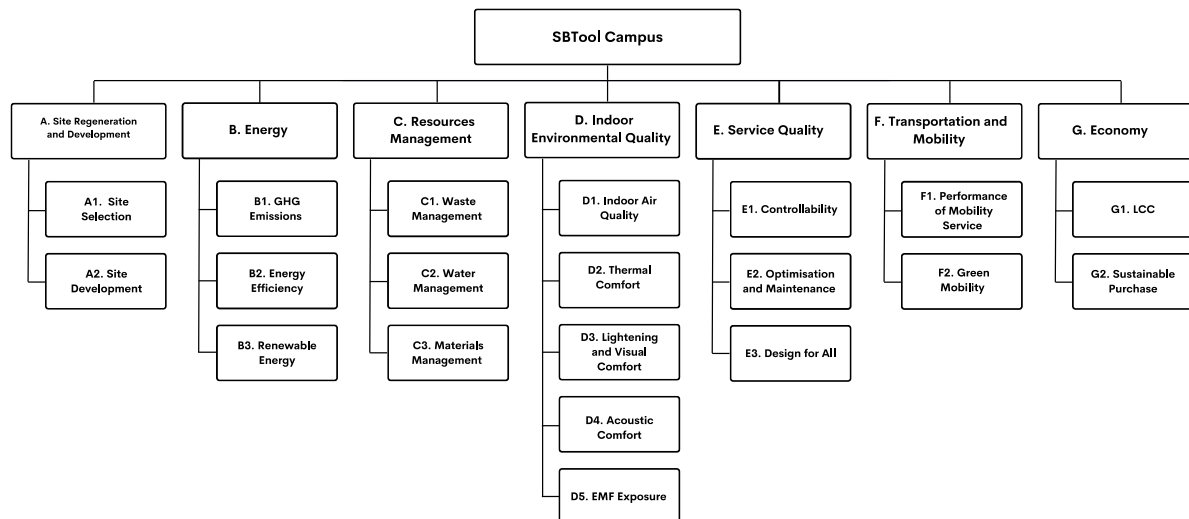 SBTool Campus
A. Site Regeneration
and Development
A1. Site
Selection
A2. Site
Development
B. Energy
B1. GHG
Emissions
B2. Energy
Efficiency
B3. Renewable
Energy
C. Resources
Management
C1. Waste
Management
C2. Water
Management
C3. Materials
Management
D. Indoor
Environmental Quality
D1. Indoor Air
Quality
D2. Thermal
Comfort
D3. Lightening
and Visual
Comfort
D4. Acoustic
Comfort
D5. EMF Exposure
E. Service Quality
E1. Controllability
E2. Optimisation
and Maintenance
E3. Design for All
F. Transportation and
Mobility
F1. Performance
of Mobility
Service
F2. Green
Mobility
G. Economy
G1. LCC
G2. Sustainable
Purchase